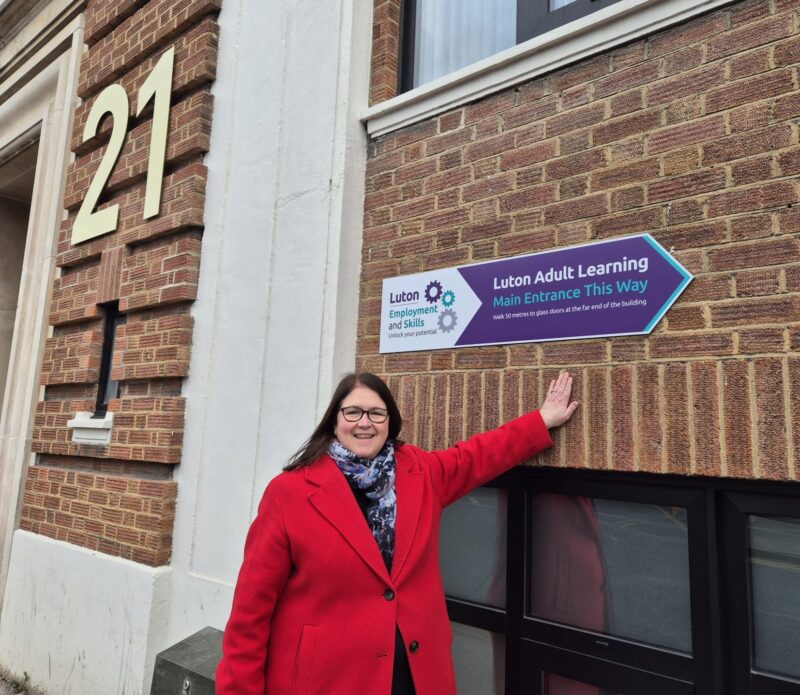 21
Luton
Employment
and Skills
Unlock your potential
Luton Adult Learning
Main Entrance This Way
Walk 50 metres to glass doors at the far end of the building